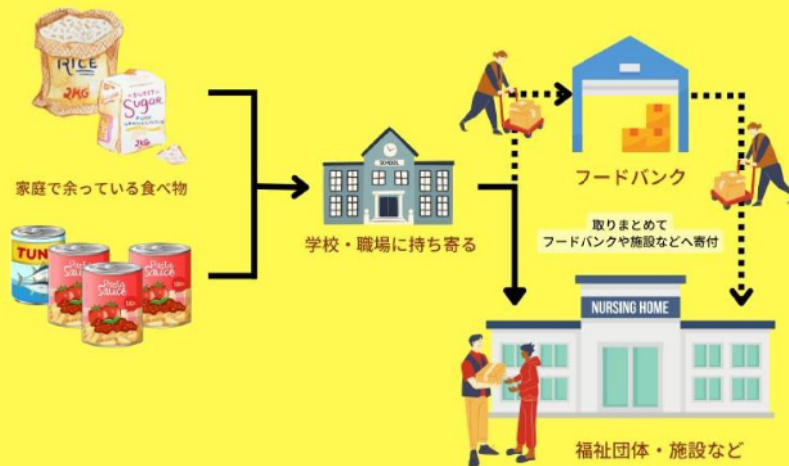 RICE
2KG
Sugar
2KG
家庭で余っている食べ物
TUN
Pasta
Sauce
Pasta
Sauce
Pasta
Sauce
SCHOOL
学校・職場に持ち寄る
フードバンク
取りまとめて
フードバンクや施設などへ寄付
NURSING HOME
福祉団体・施設など